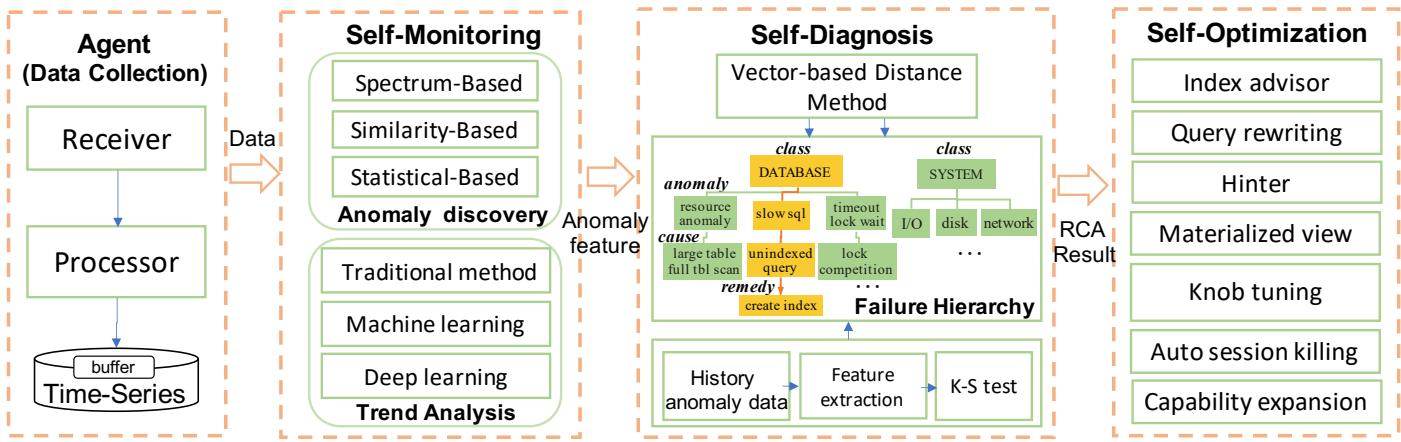 Agent
(Data Collection)
Receiver
Processor
buffer
Time-Series
Data
Self-Monitoring
Spectrum-Based
Similarity-Based
Statistical-Based
Anomaly discovery
Traditional method
Machine learning
Deep learning
Trend Analysis
Anomaly
feature
Self-Diagnosis
Vector-based Distance
Method
class
DATABASE
anomaly
resource
anomaly
slow sql
timeout
lock wait
cause
large table
full tbl scan
unindexed
query
lock
competition
...
remedy
create index
class
SYSTEM
I/O
disk
network
...
Failure Hierarchy
History
anomaly data
Feature
extraction
K-S test
RCA
Result
Self-Optimization
Index advisor
Query rewriting
Hinter
Materialized view
Knob tuning
Auto session killing
Capability expansion